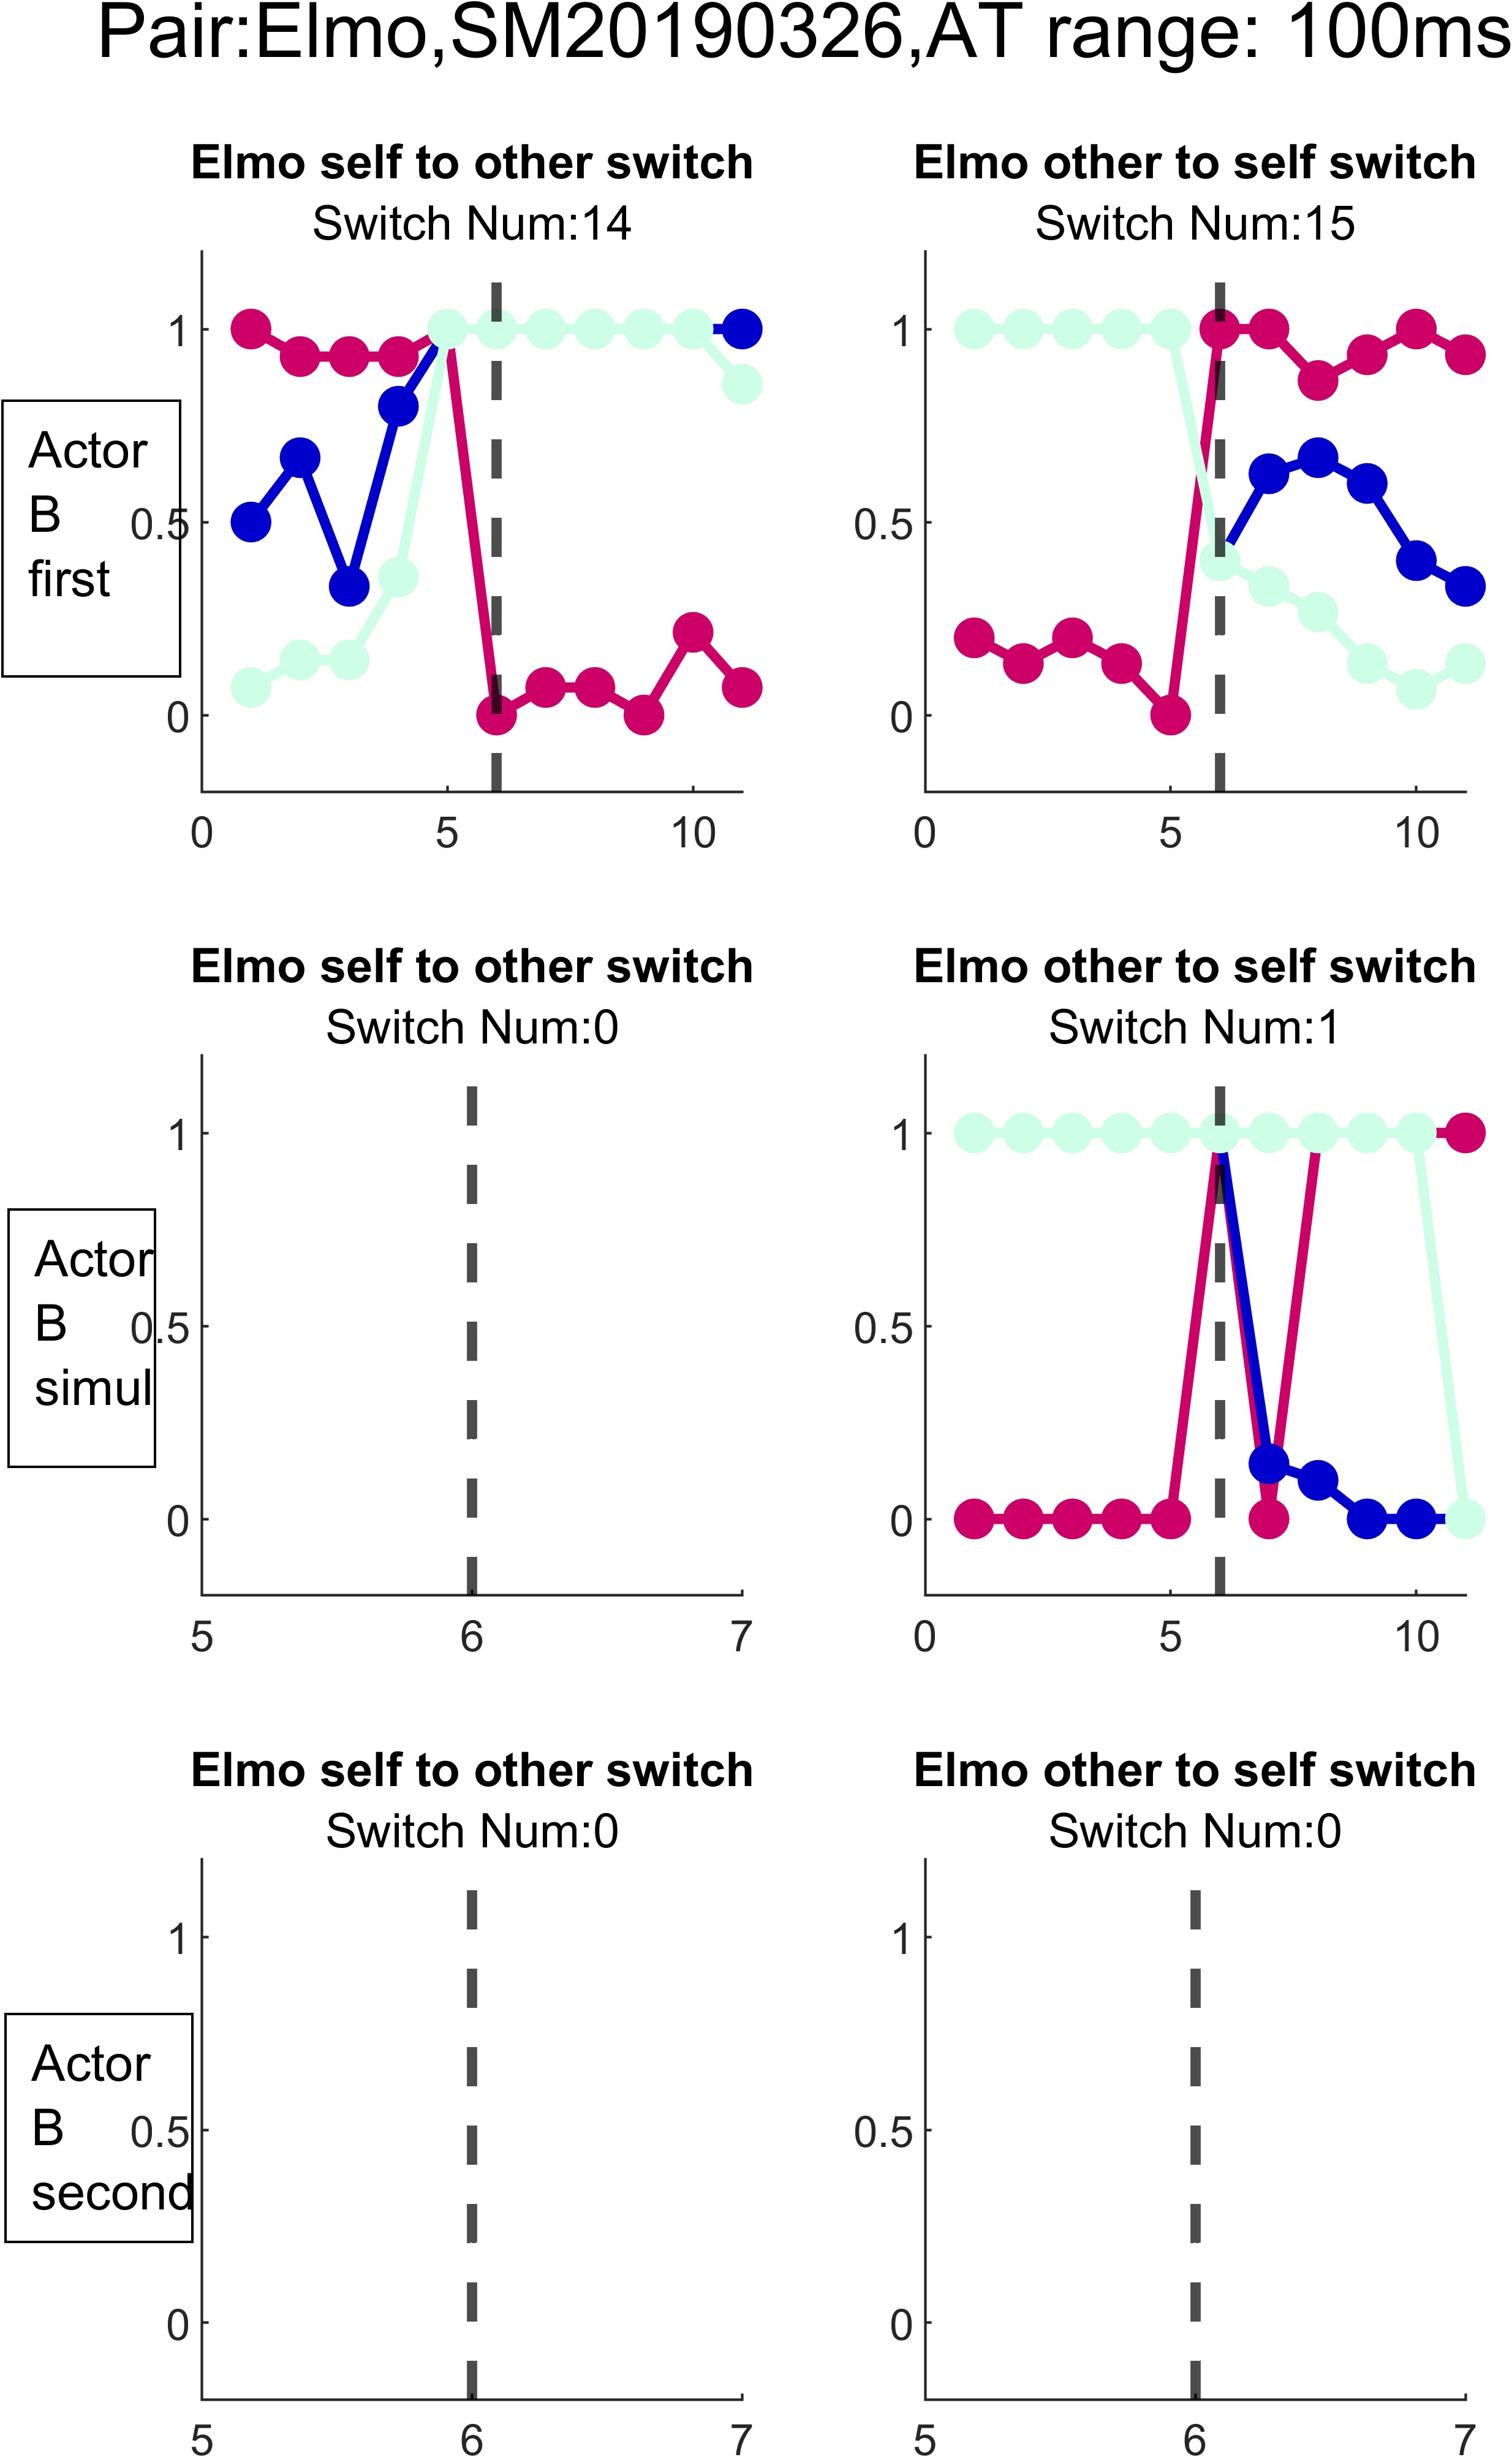 Pair:Elmo,SM20190326,AT range: 100ms
Elmo self to other switch
Switch Num:14
Elmo other to self switch
Switch Num:15
Actor
B
first
1
0.5
0
0 5 10
1
0.5
0
0 5 10
Elmo self to other switch
Switch Num:0
Elmo other to self switch
Switch Num:1
Actor
B
simul
1
0.5
0
5 6 7
1
0.5
0
0 5 10
Elmo self to other switch
Switch Num:0
Elmo other to self switch
Switch Num:0
Actor
B
second
1
0.5
0
5 6 7
1
0.5
0
5 6 7